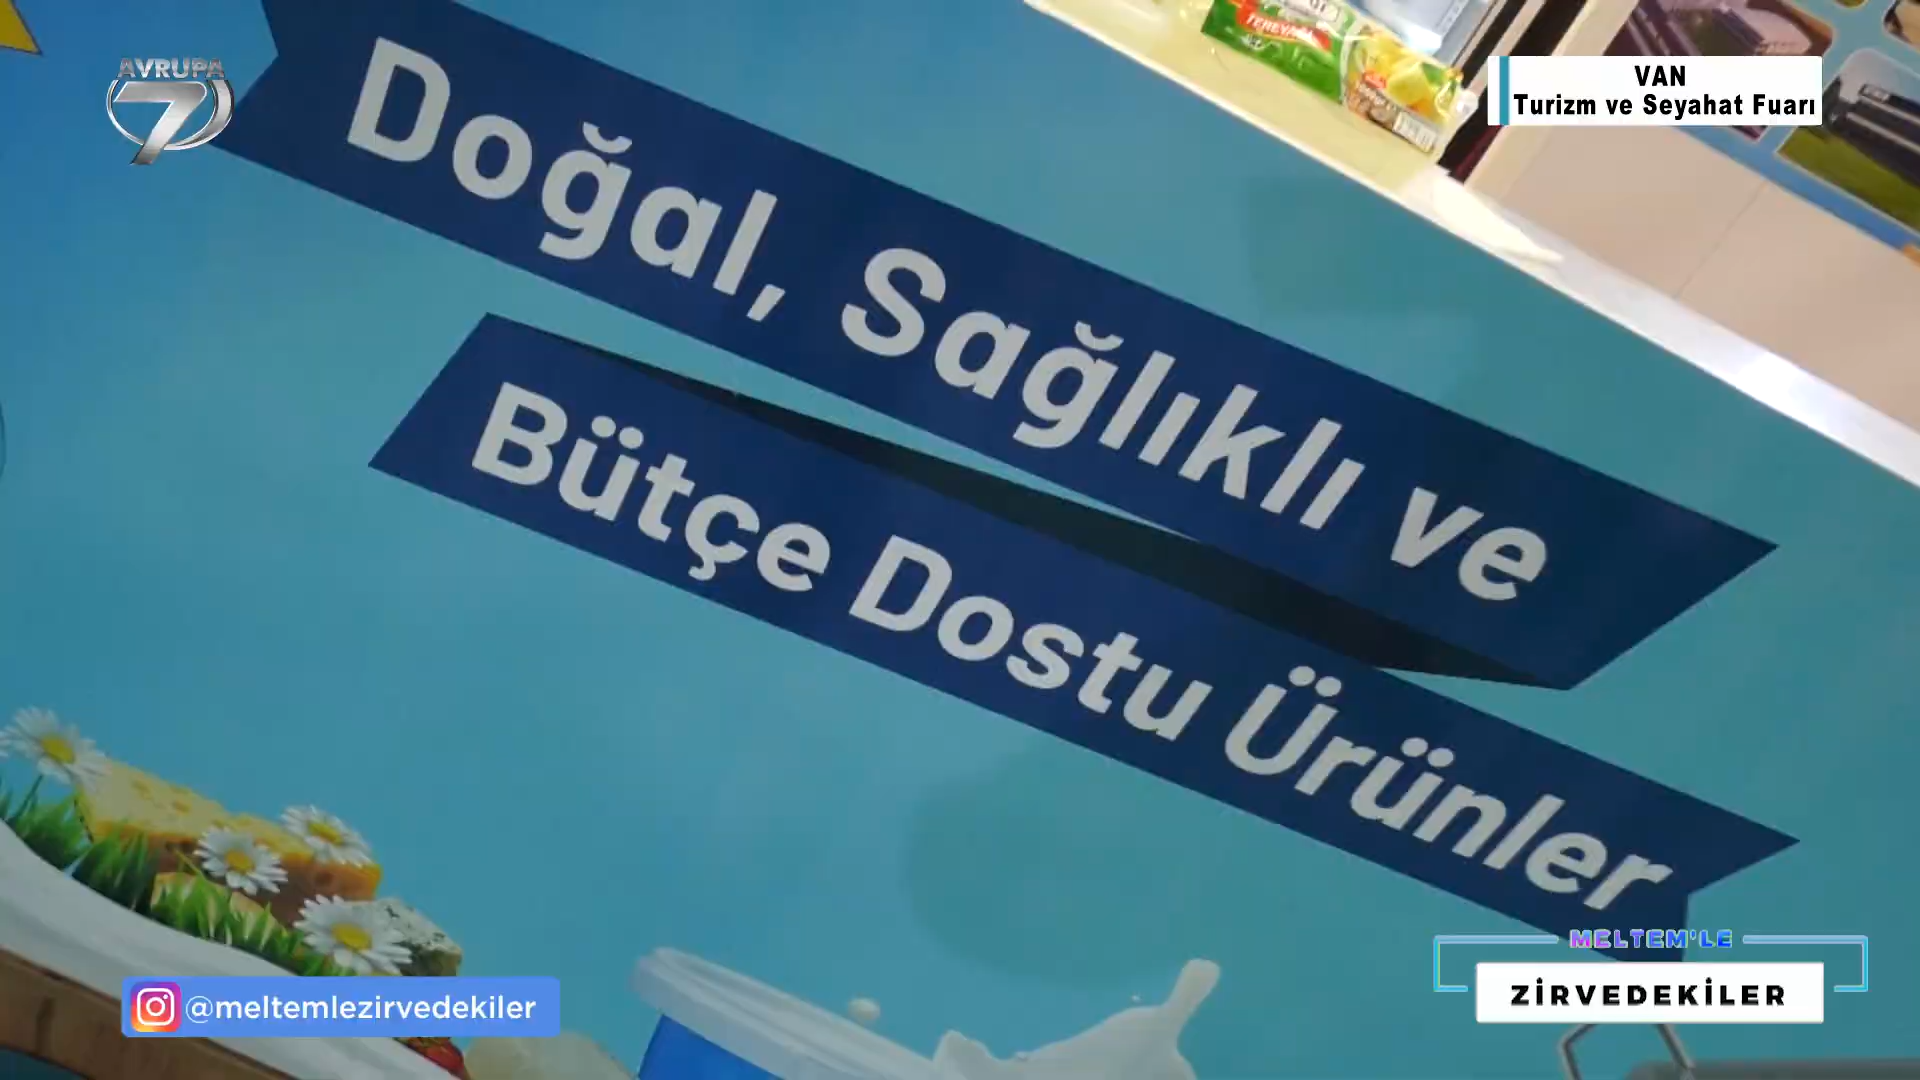 AVRUPA
7
VAN
Turizm ve Seyahat Fuarı
TEREYAĞI
Doğal, Sağlıklı ve
Bütçe Dostu Ürünler
MELTEM'LE
ZİRVEDEKİLER
@meltemlezirvedekiler